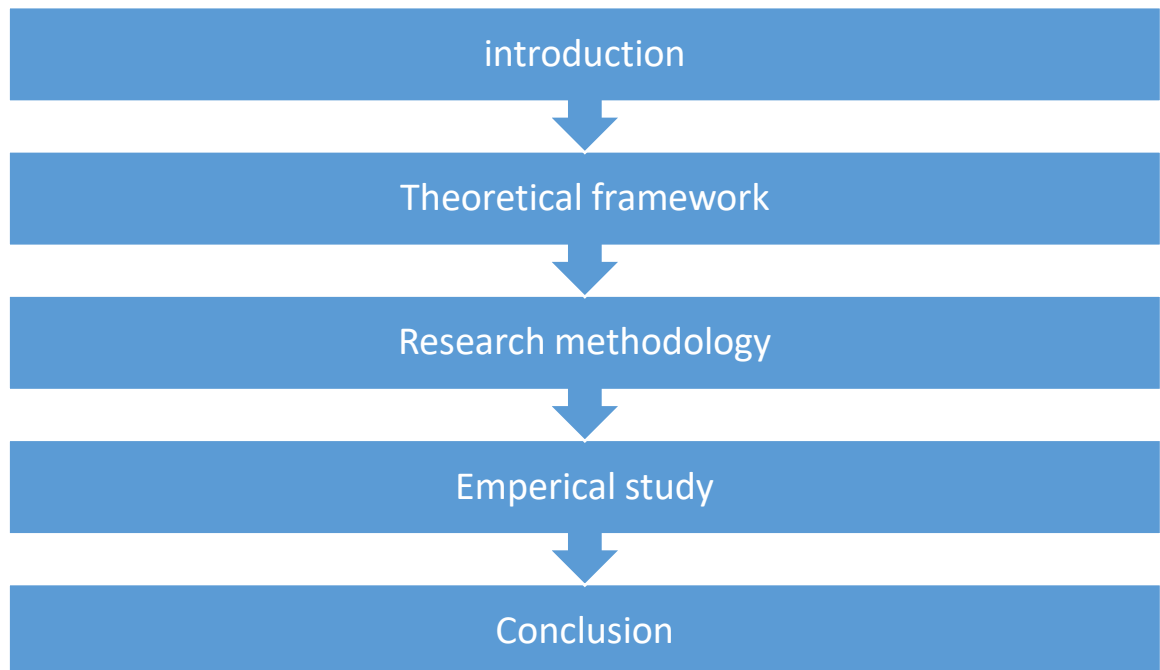 introduction
Theoretical framework
Research methodology
Emperical study
Conclusion